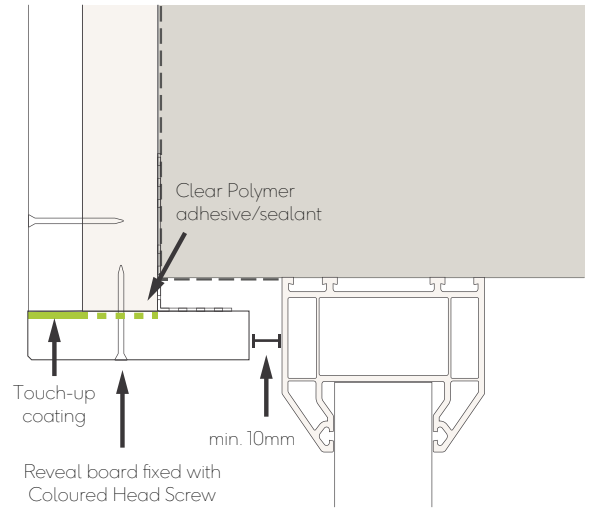 Clear Polymer
adhesive/sealant
Touch-up
coating
min. 10mm
Reveal board fixed with
Coloured Head Screw